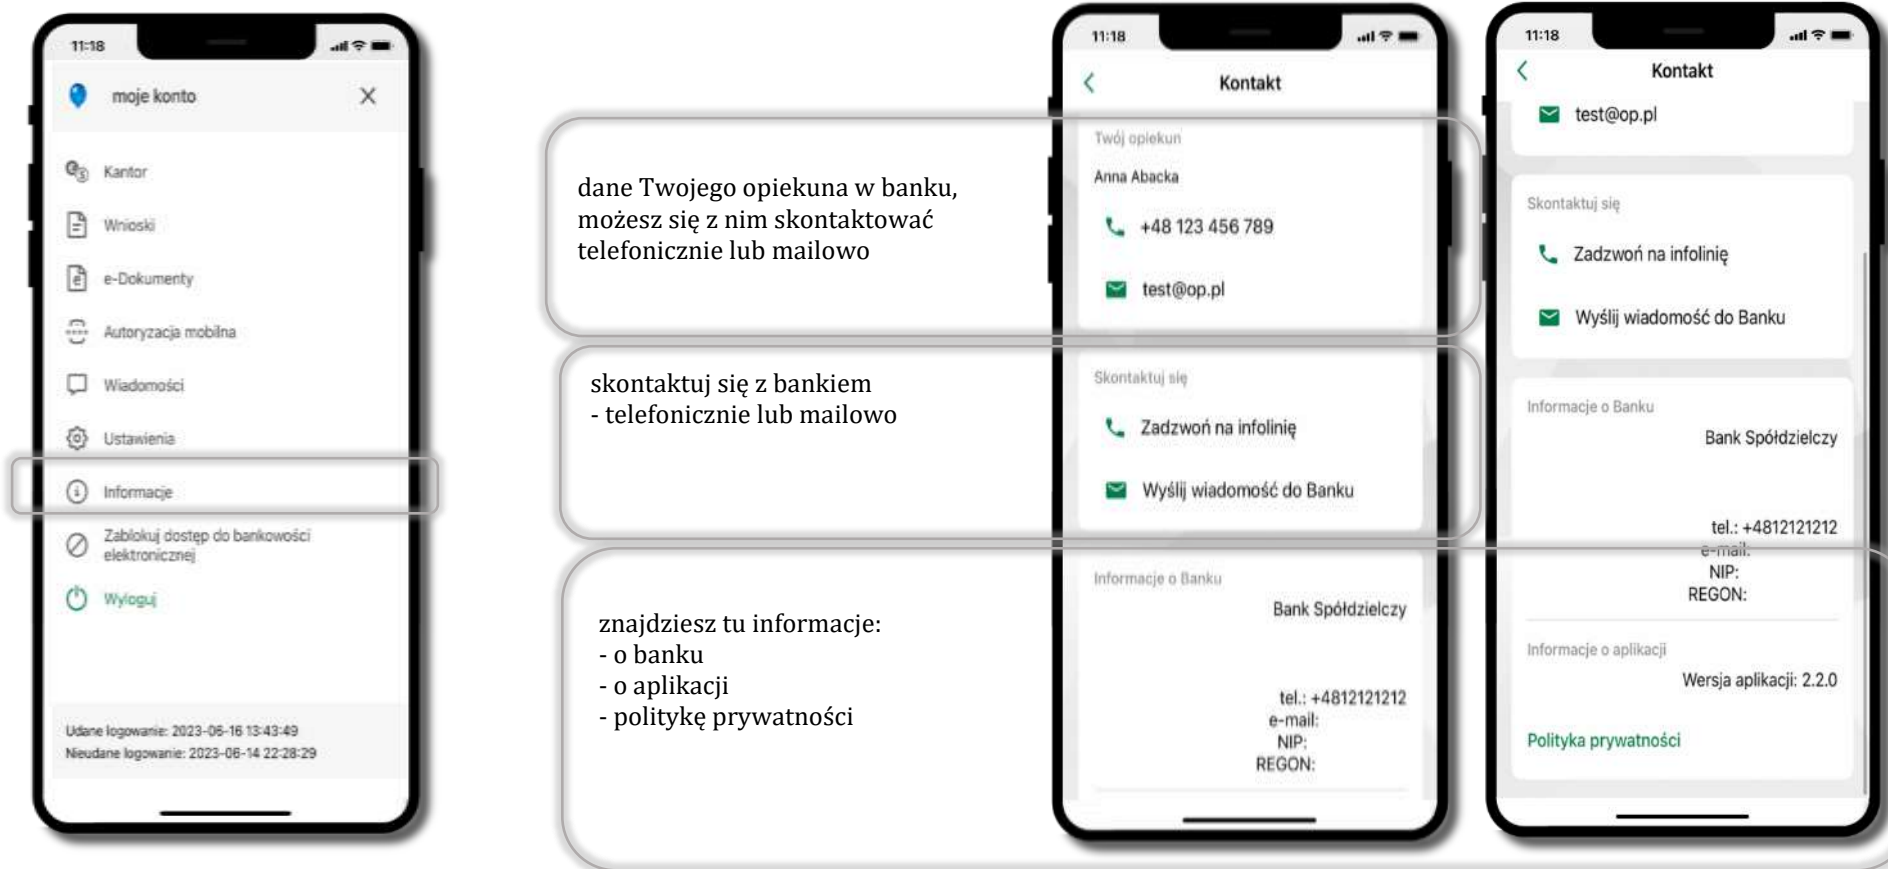 11:18
moje konto
Kantor
Wnioski
e-Dokumenty
Autoryzacja mobilna
Wiadomości
Ustawienia
Informacje
Zablokuj dostęp do bankowości
elektronicznej
Wyloguj
Udane logowanie: 2023-06-16 13:43:49
Nieudane logowanie: 2023-06-14 22:28:29
dane Twojego opiekuna w banku,
możesz się z nim skontaktować
telefonicznie lub mailowo
skontaktuj się z bankiem
- telefonicznie lub mailowo
znajdziesz tu informacje:
- o banku
- o aplikacji
- politykę prywatności
11:18
Kontakt
Twój opiekun
Anna Abacka
+48 123 456 789
test@op.pl
Skontaktuj się
Zadzwoń na infolinię
Wyślij wiadomość do Banku
Informacje o Banku
Bank Spółdzielczy
tel.: +4812121212
e-mail:
NIP:
REGON:
11:18
Kontakt
test@op.pl
Skontaktuj się
Zadzwoń na infolinię
Wyślij wiadomość do Banku
Informacje o Banku
Bank Spółdzielczy
tel.: +4812121212
e-mail:
NIP:
REGON:
Informacje o aplikacji
Wersja aplikacji: 2.2.0
Polityka prywatności